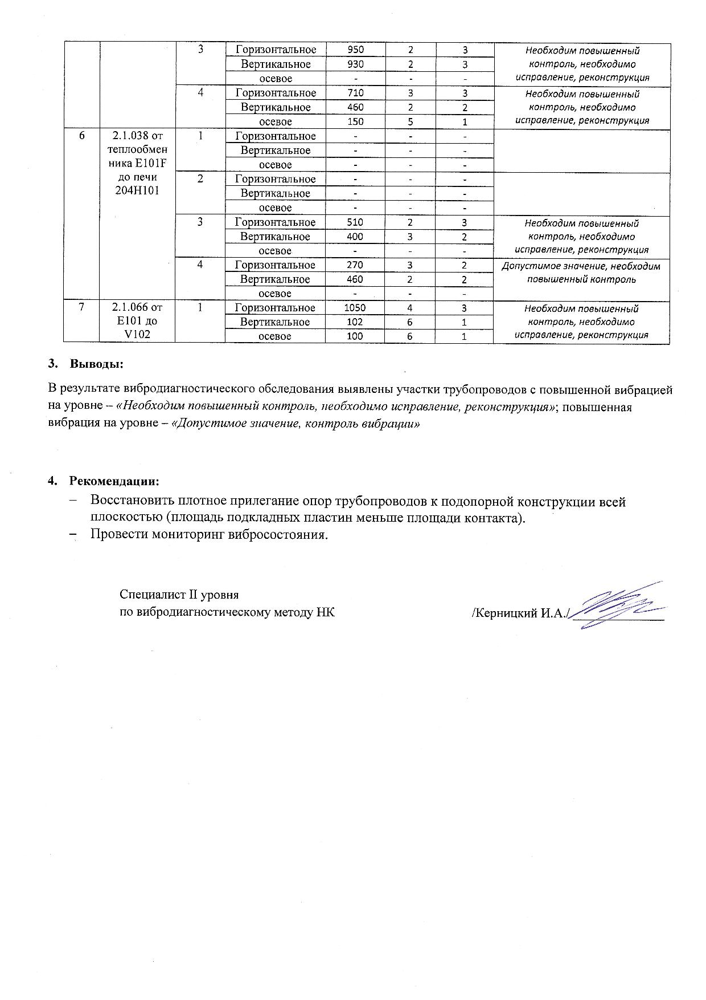 3 Горизонтальное 950 2 3 Необходим повышенный
Вертикальное 930 2 3 контроль, необходимо
осевое - - - исправление, реконструкция
4 Горизонтальное 710 3 3 Необходим повышенный
Вертикальное 460 2 2 контроль, необходимо
осевое 150 5 1 исправление, реконструкция
6 2.1.038 от 1 Горизонтальное - - -
теплообмен Вертикальное - - -
ника E101F осевое - - -
до печи 2 Горизонтальное - - -
204H101 Вертикальное - - -
осевое - - -
3 Горизонтальное 510 2 3 Необходим повышенный
Вертикальное 400 3 2 контроль, необходимо
осевое - - - исправление, реконструкция
4 Горизонтальное 270 3 2 Допустимое значение, необходим
Вертикальное 460 2 2 повышенный контроль
осевое - - -
7 2.1.066 от 1 Горизонтальное 1050 4 3 Необходим повышенный
E101 до Вертикальное 102 6 1 контроль, необходимо
V102 осевое 100 6 1 исправление, реконструкция
3. Выводы:
В результате вибродиагностического обследования выявлены участки трубопроводов с повышенной вибрацией
на уровне – «Необходим повышенный контроль, необходимо исправление, реконструкция»; повышенная
вибрация на уровне – «Допустимое значение, контроль вибрации»
4. Рекомендации:
– Восстановить плотное прилегание опор трубопроводов к подопорной конструкции всей
плоскостью (площадь подкладных пластин меньше площади контакта).
– Провести мониторинг вибросостояния.
Специалист II уровня
по вибродиагностическому методу НК /Керницкий И.А./